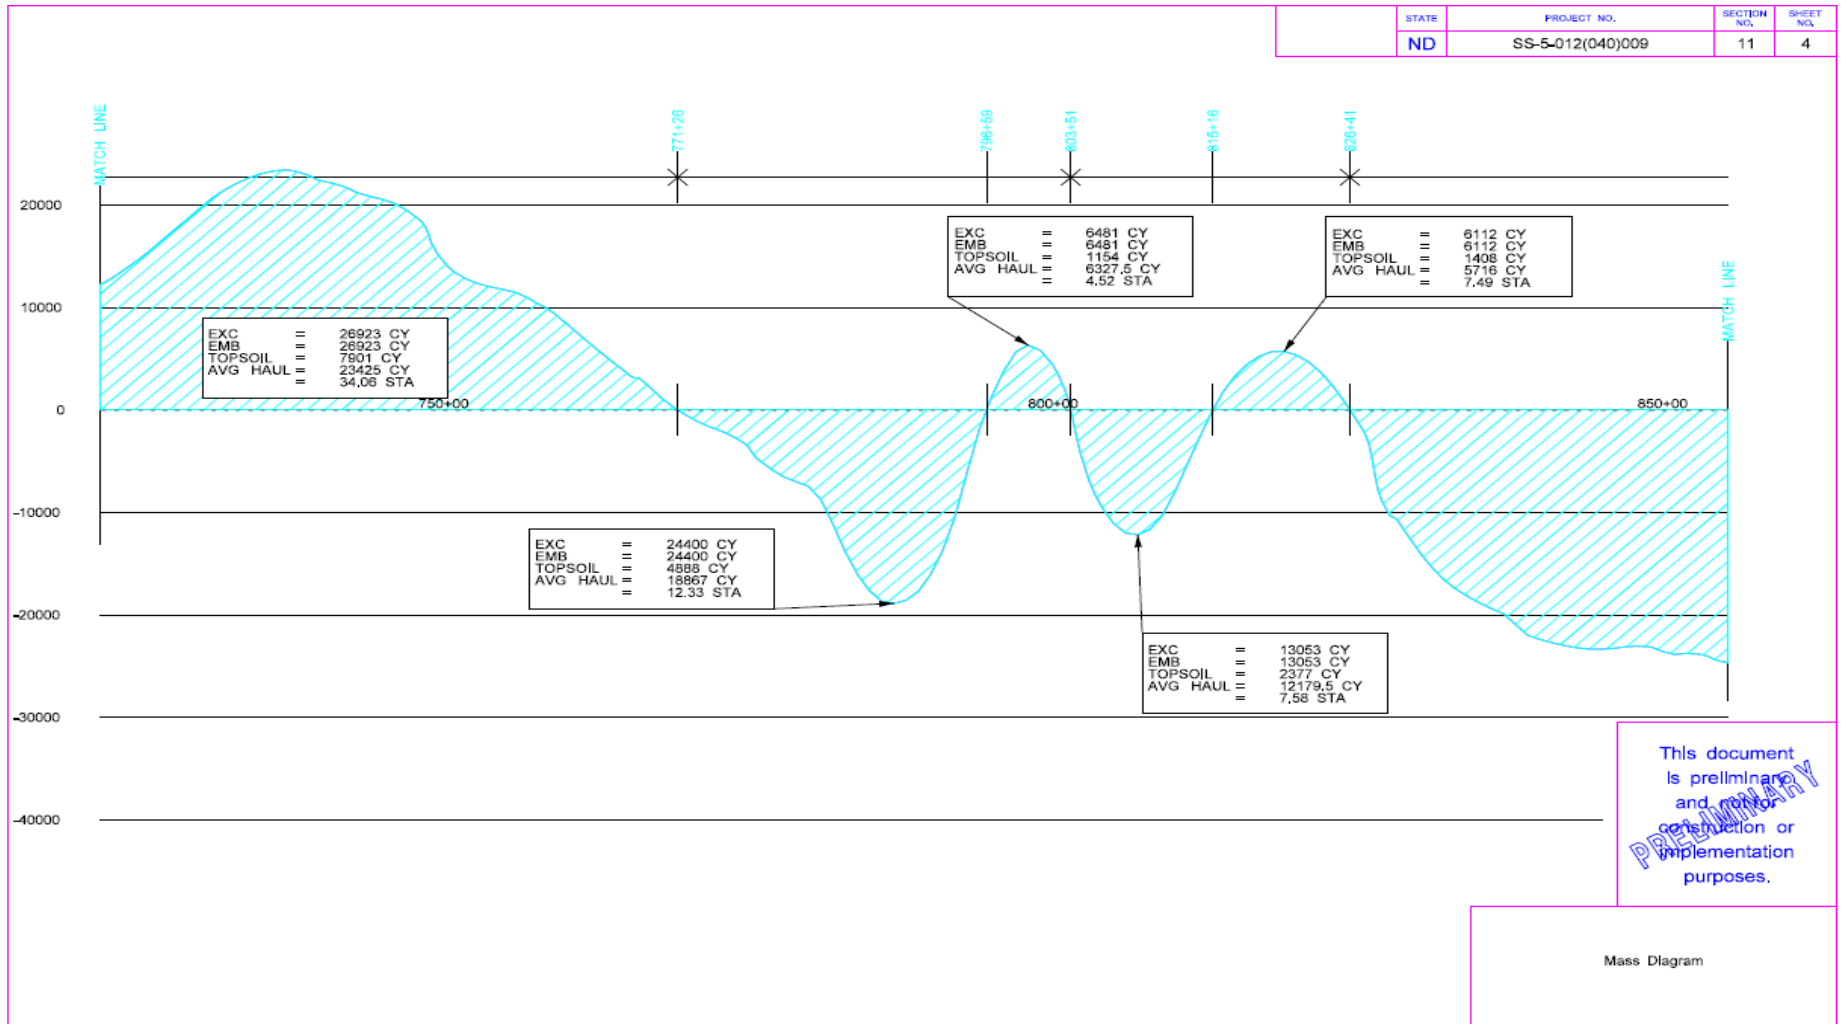 STATE
PROJECT NO.
SECTION NO.
SHEET NO.
ND
SS-5-012(040)009
11
4
MATCH LINE
771+26
796+59
803+51
815+16
826+41
MATCH LINE
20000
10000
0
-10000
-20000
-30000
-40000
750+00
800+00
850+00
EXC = 26923 CY
EMB = 26923 CY
TOPSOIL = 7901 CY
AVG HAUL = 23425 CY
= 34.06 STA
EXC = 24400 CY
EMB = 24400 CY
TOPSOIL = 4888 CY
AVG HAUL = 18867 CY
= 12.33 STA
EXC = 6481 CY
EMB = 6481 CY
TOPSOIL = 1154 CY
AVG HAUL = 6327.5 CY
= 4.52 STA
EXC = 13053 CY
EMB = 13053 CY
TOPSOIL = 2377 CY
AVG HAUL = 12179.5 CY
= 7.58 STA
EXC = 6112 CY
EMB = 6112 CY
TOPSOIL = 1408 CY
AVG HAUL = 5716 CY
= 7.49 STA
This document
is preliminary
and not for
construction or
implementation
purposes.
PRELIMINARY
Mass Diagram